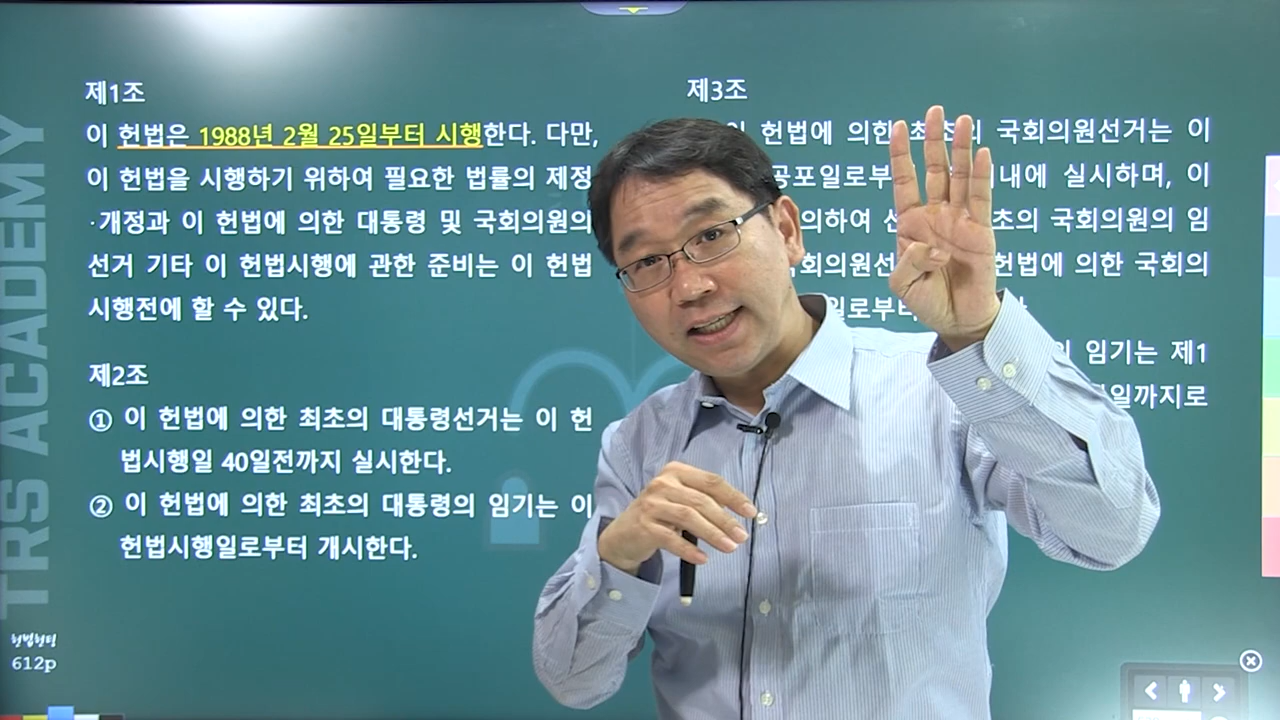 TRS ACADEMY
제1조
이 헌법은 1988년 2월 25일부터 시행한다. 다만,
이 헌법을 시행하기 위하여 필요한 법률의 제정
·개정과 이 헌법에 의한 대통령 및 국회의원의
선거 기타 이 헌법시행에 관한 준비는 이 헌법
시행전에 할 수 있다.
제2조
① 이 헌법에 의한 최초의 대통령선거는 이 헌
법시행일 40일전까지 실시한다.
② 이 헌법에 의한 최초의 대통령의 임기는 이
헌법시행일로부터 개시한다.
제3조
이 헌법에 의한 최초의 국회의원선거는 이
공포일로부 내에 실시하며, 이
의하여 초의 국회의원의 임
국회의원선 헌법에 의한 국회의
일로부터
임기는 제1
일까지로
612p